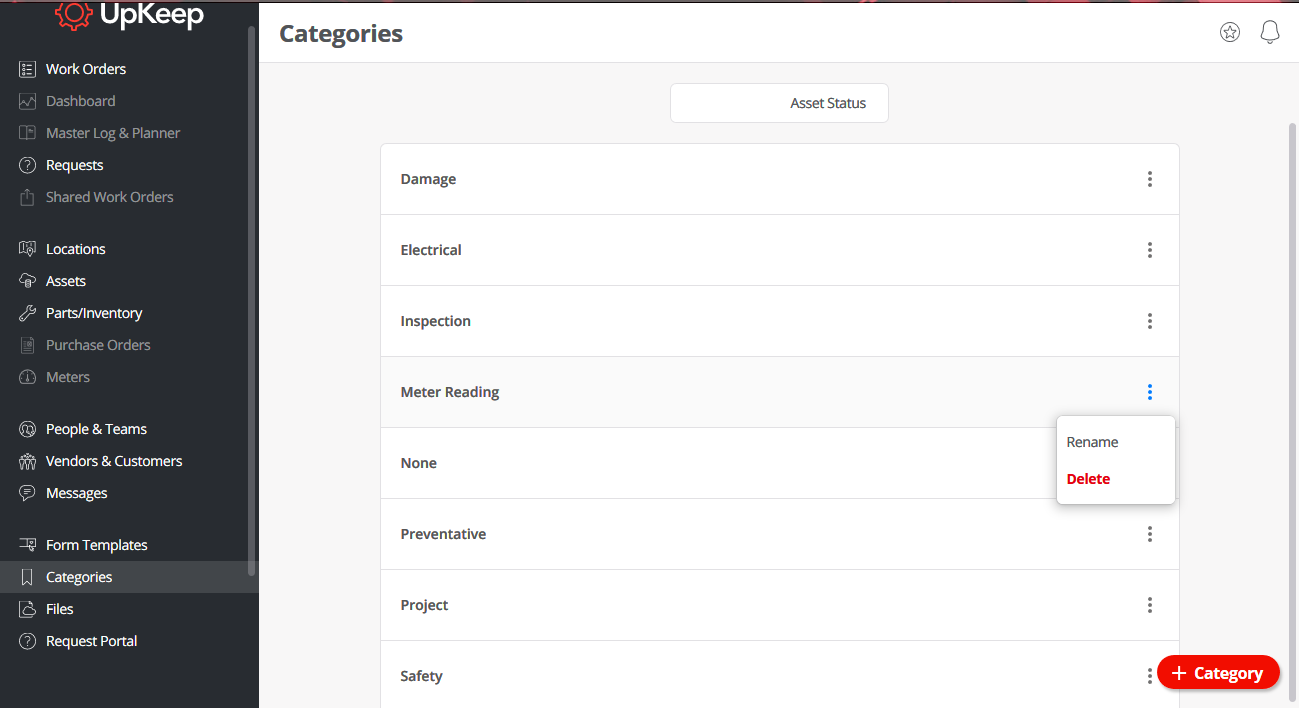 UpKeep
Work Orders
Dashboard
Master Log & Planner
Requests
Shared Work Orders
Locations
Assets
Parts/Inventory
Purchase Orders
Meters
People & Teams
Vendors & Customers
Messages
Form Templates
Categories
Files
Request Portal
Categories
Asset Status
Damage
Electrical
Inspection
Meter Reading
Rename
Delete
None
Preventative
Project
Safety
+ Category